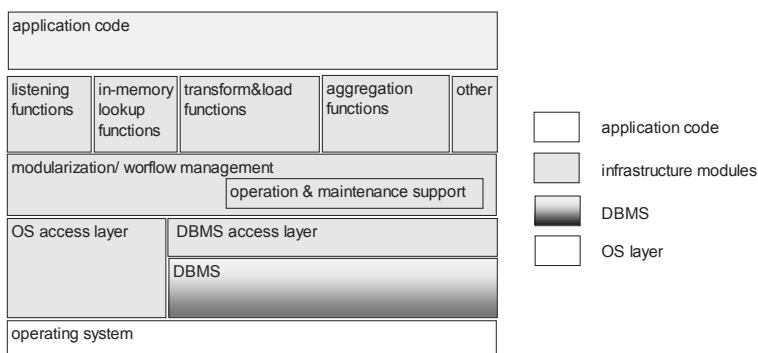 application code
listening
functions
in-memory
lookup
functions
transform&load
functions
aggregation
functions
other
modularization/ worflow management
operation & maintenance support
OS access layer
DBMS access layer
DBMS
operating system
application code
infrastructure modules
DBMS
OS layer